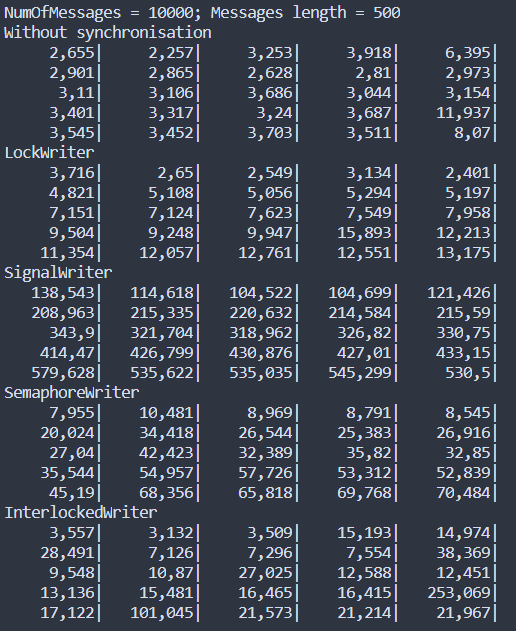 NumOfMessages = 10000; Messages length = 500
Without synchronisation
2,655| 2,257| 3,253| 3,918| 6,395|
2,901| 2,865| 2,628| 2,81| 2,973|
3,11| 3,106| 3,686| 3,044| 3,154|
3,401| 3,317| 3,24| 3,687| 11,937|
3,545| 3,452| 3,703| 3,511| 8,07|
LockWriter
3,716| 2,65| 2,549| 3,134| 2,401|
4,821| 5,108| 5,056| 5,294| 5,197|
7,151| 7,124| 7,623| 7,549| 7,958|
9,504| 9,248| 9,947| 15,893| 12,213|
11,354| 12,057| 12,761| 12,551| 13,175|
SignalWriter
138,543| 114,618| 104,522| 104,699| 121,426|
208,963| 215,335| 220,632| 214,584| 215,59|
343,9| 321,704| 318,962| 326,82| 330,75|
414,47| 426,799| 430,876| 427,01| 433,15|
579,628| 535,622| 535,035| 545,299| 530,5|
SemaphoreWriter
7,955| 10,481| 8,969| 8,791| 8,545|
20,024| 34,418| 26,544| 25,383| 26,916|
27,04| 42,423| 32,389| 35,82| 32,85|
35,544| 54,957| 57,726| 53,312| 52,839|
45,19| 68,356| 65,818| 69,768| 70,484|
InterlockedWriter
3,557| 3,132| 3,509| 15,193| 14,974|
28,491| 7,126| 7,296| 7,554| 38,369|
9,548| 10,87| 27,025| 12,588| 12,451|
13,136| 15,481| 16,465| 16,415| 253,069|
17,122| 101,045| 21,573| 21,214| 21,967|